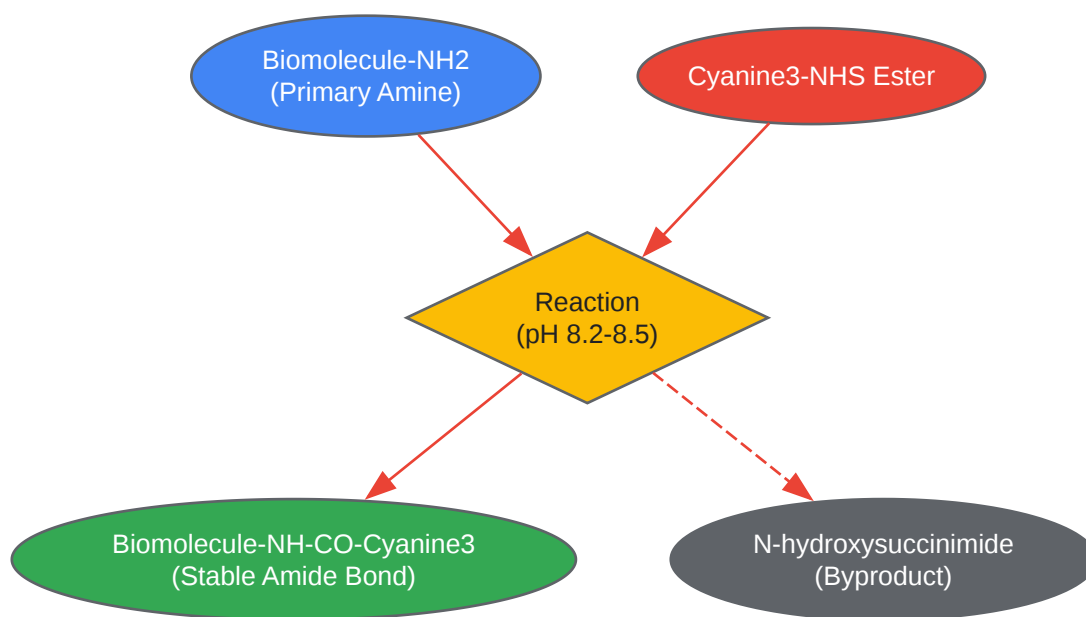 Biomolecule-NH2
(Primary Amine)
Cyanine3-NHS Ester
Reaction
(pH 8.2-8.5)
Biomolecule-NH-CO-Cyanine3
(Stable Amide Bond)
N-hydroxysuccinimide
(Byproduct)